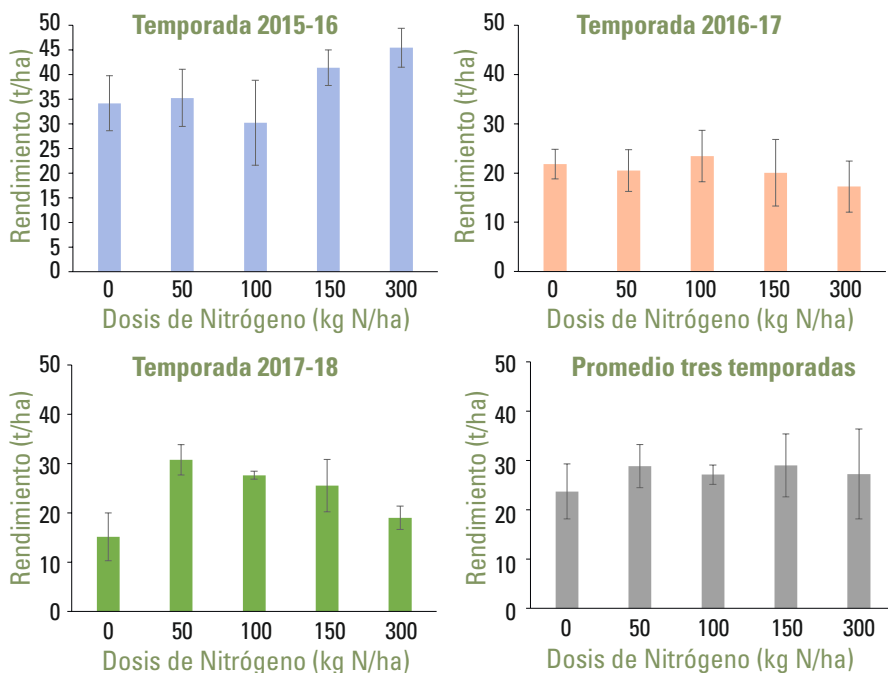 Temporada 2015-16
Rendimiento (t/ha)
50
45
40
35
30
25
20
15
10
5
0
0 50 100 150 300
Dosis de Nitrógeno (kg N/ha)
Temporada 2016-17
Rendimiento (t/ha)
50
40
30
20
10
0
0 50 100 150 300
Dosis de Nitrógeno (kg N/ha)
Temporada 2017-18
Rendimiento (t/ha)
50
40
30
20
10
0
0 50 100 150 300
Dosis de Nitrógeno (kg N/ha)
Promedio tres temporadas
Rendimiento (t/ha)
50
40
30
20
10
0
0 50 100 150 300
Dosis de Nitrógeno (kg N/ha)